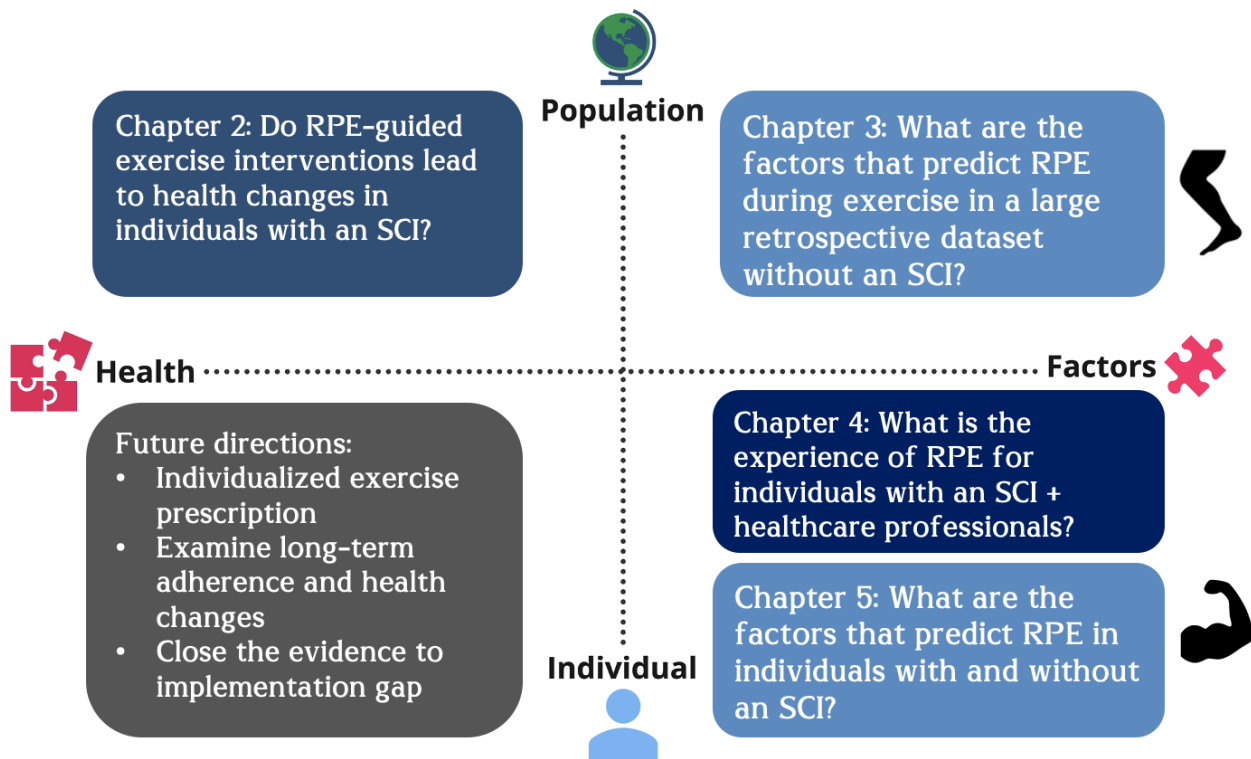 Population
Chapter 2: Do RPE-guided
exercise interventions lead
to health changes in
individuals with an SCI?
Chapter 3: What are the
factors that predict RPE
during exercise in a large
retrospective dataset
without an SCI?
Health
Factors
Future directions:
• Individualized exercise
prescription
• Examine long-term
adherence and health
changes
• Close the evidence to
implementation gap
Chapter 4: What is the
experience of RPE for
individuals with an SCI +
healthcare professionals?
Chapter 5: What are the
factors that predict RPE in
individuals with and without
an SCI?
Individual